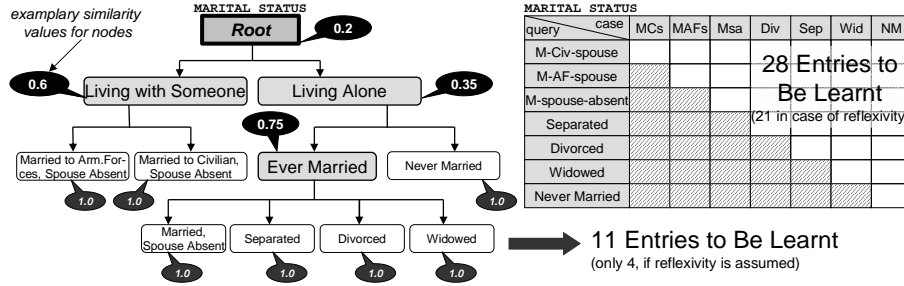 exemplary similarity
values for nodes
MARITAL STATUS
Root
0.2
0.6
Living with Someone
Living Alone
0.35
0.75
Married to Arm.For-
ces, Spouse Absent
Married to Civilian,
Spouse Absent
Ever Married
Never Married
1.0
1.0
1.0
Married,
Spouse Absent
Separated
Divorced
Widowed
1.0
1.0
1.0
1.0
MARITAL STATUS
query
case
MCs
MAFs
Msa
Div
Sep
Wid
NM
M-Civ-spouse
M-AF-spouse
M-spouse-absent
Separated
Divorced
Widowed
Never Married
28 Entries to
Be Learnt
(21 in case of reflexivity
11 Entries to Be Learnt
(only 4, if reflexivity is assumed)